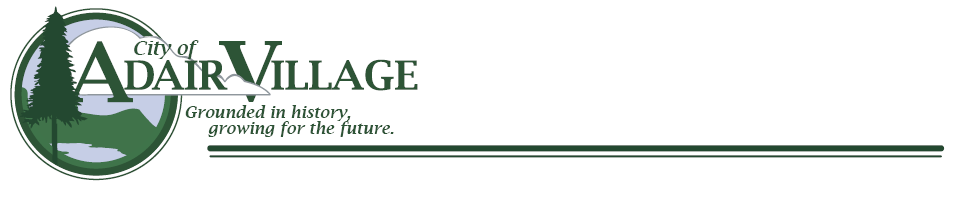 City of
ADAIR VILLAGE
Grounded in history,
growing for the future.